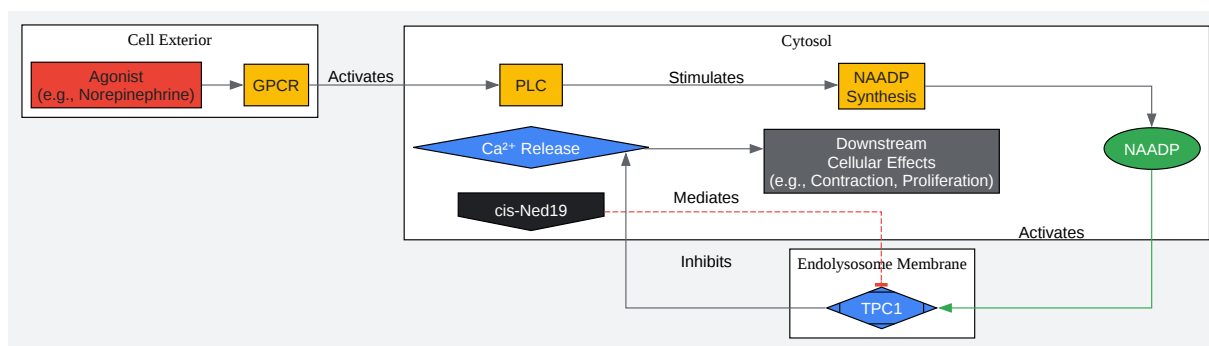 Cell Exterior
Cytosol
Agonist
(e.g., Norepinephrine)
GPCR
Activates
PLC
Stimulates
NAADP
Synthesis
Ca²⁺ Release
Downstream
Cellular Effects
(e.g., Contraction, Proliferation)
NAADP
cis-Ned19
Mediates
Activates
Inhibits
Endolysosome Membrane
TPC1